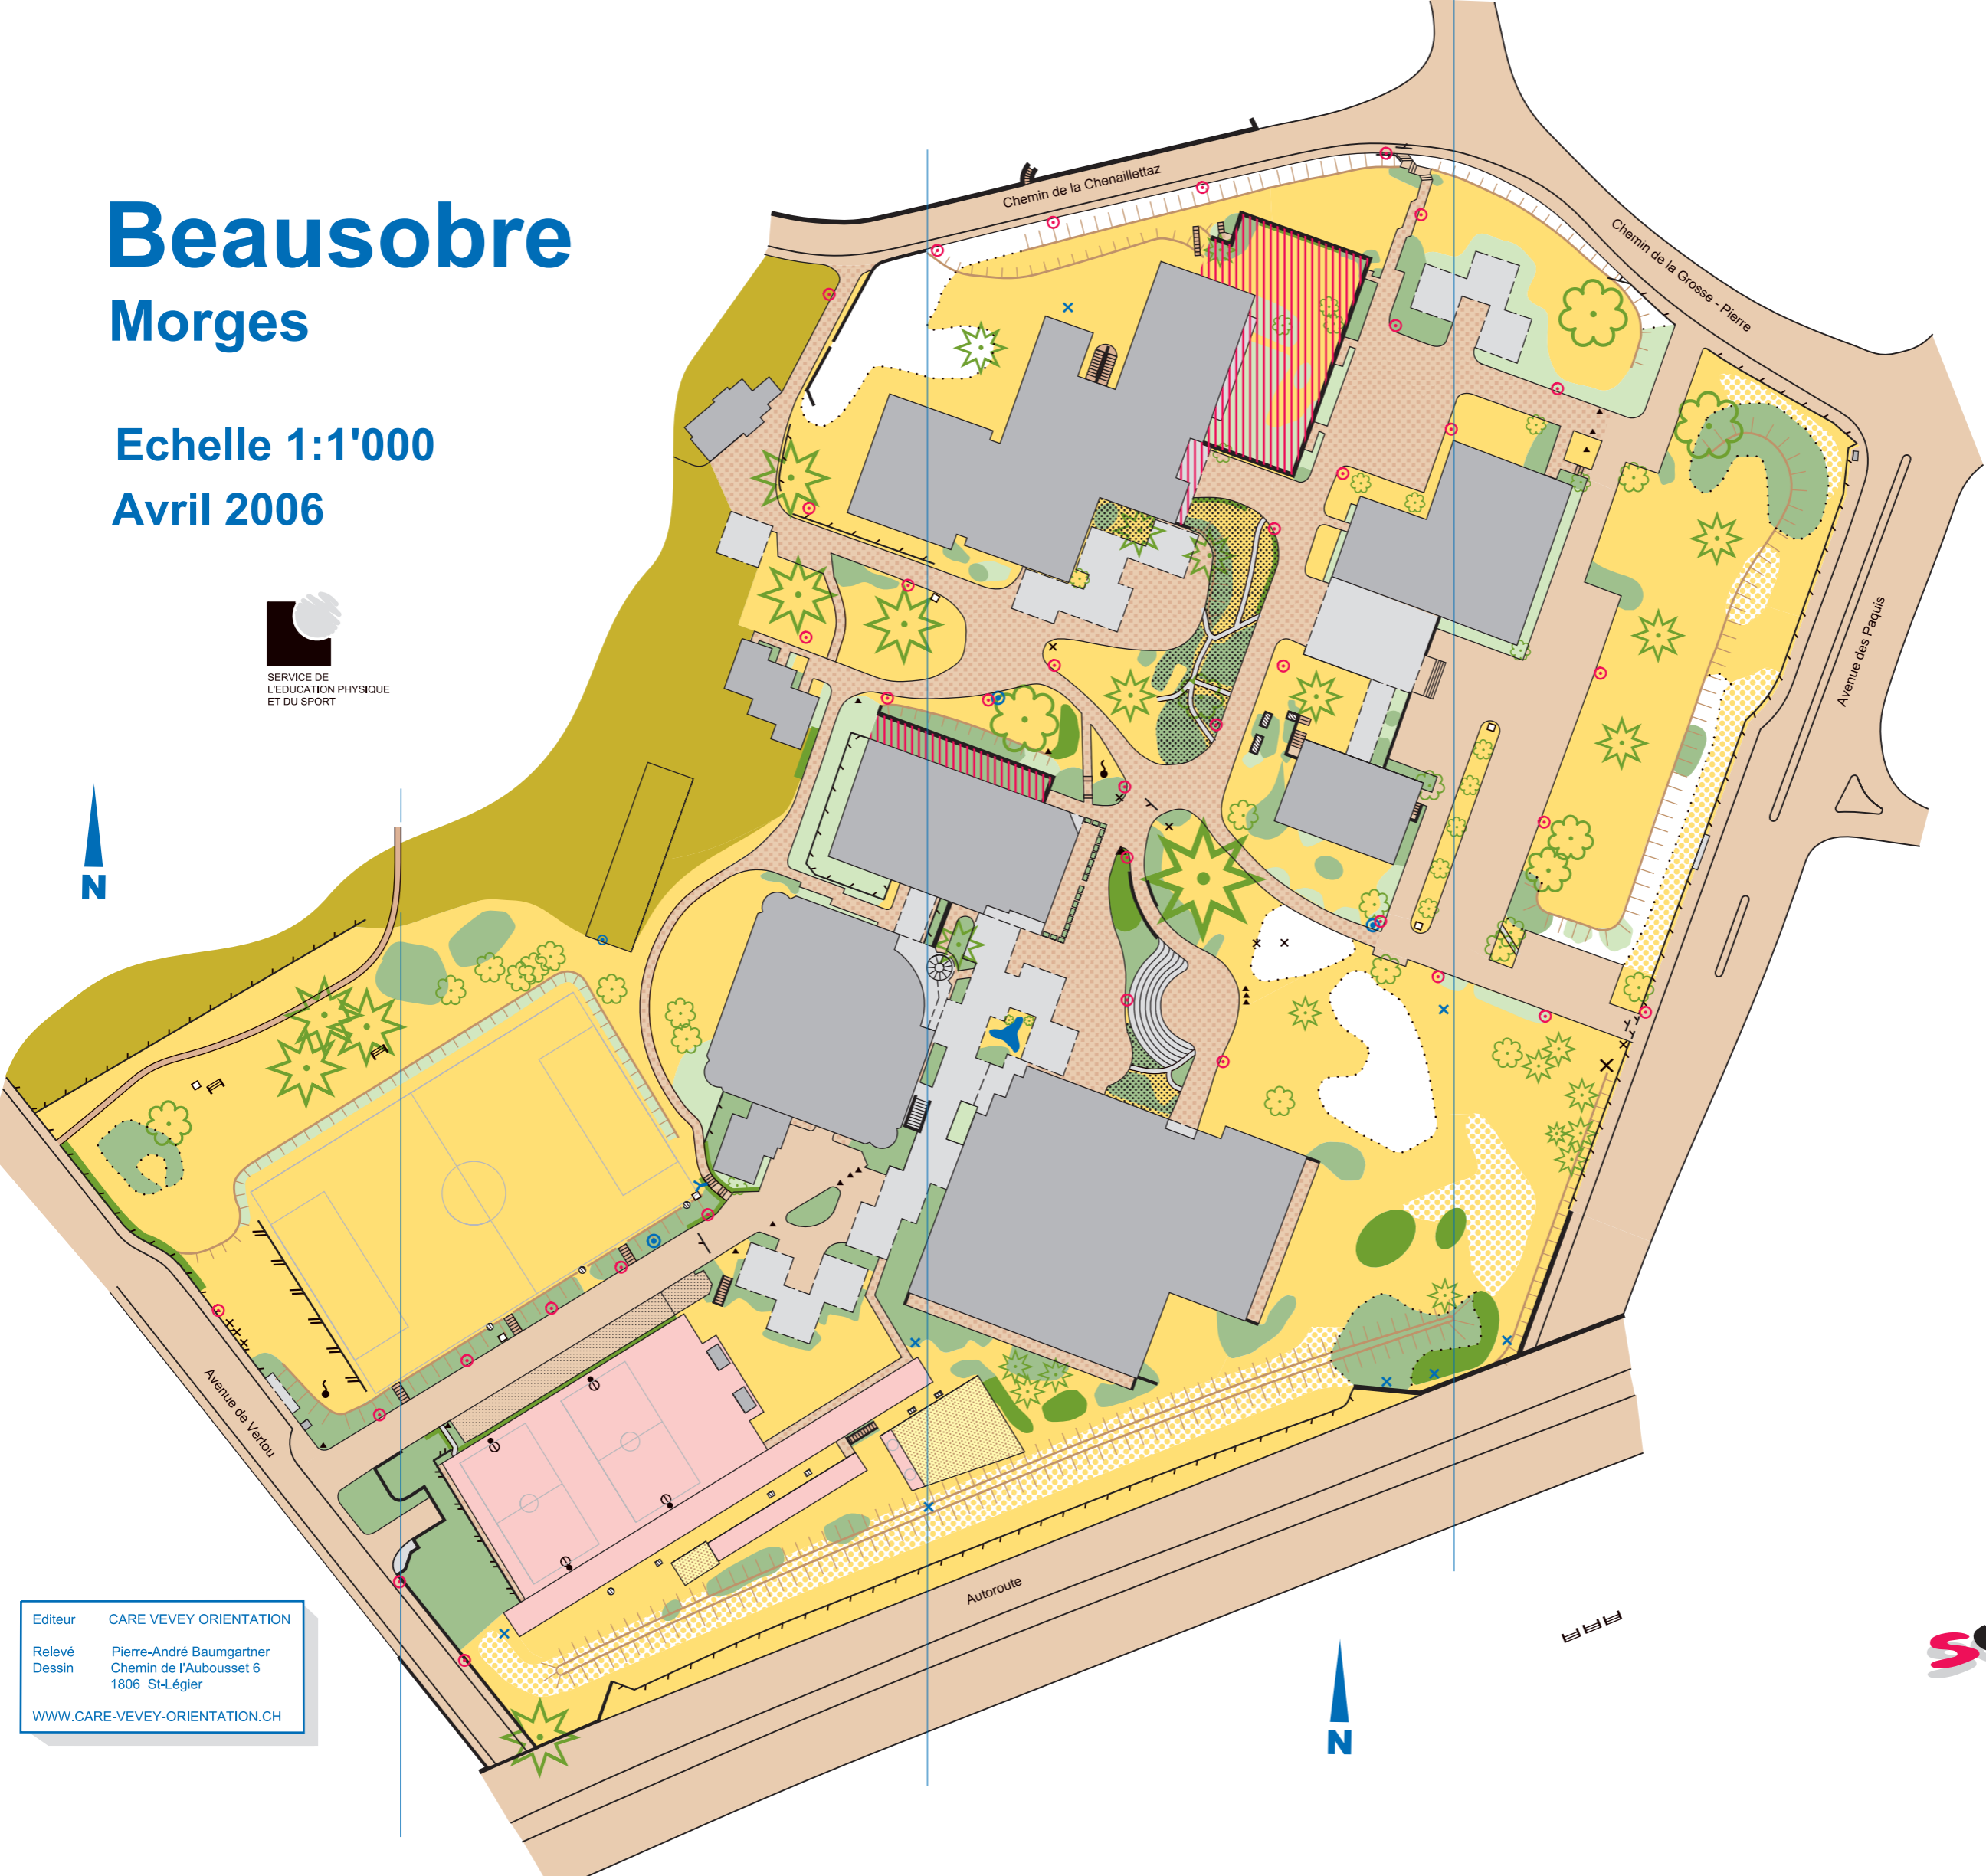 Beausobre
Morges
Echelle 1:1'000
Avril 2006
SERVICE DE
L'EDUCATION PHYSIQUE
ET DU SPORT
N
Chemin de la Chenaillettaz
Chemin de la Grosse - Pierre
Avenue des Paquis
Avenue de Vertou
Autoroute
N
Editeur CARE VEVEY ORIENTATION
Relevé Pierre-André Baumgartner
Dessin Chemin de l'Aubousset 6
1806 St-Légier
WWW.CARE-VEVEY-ORIENTATION.CH